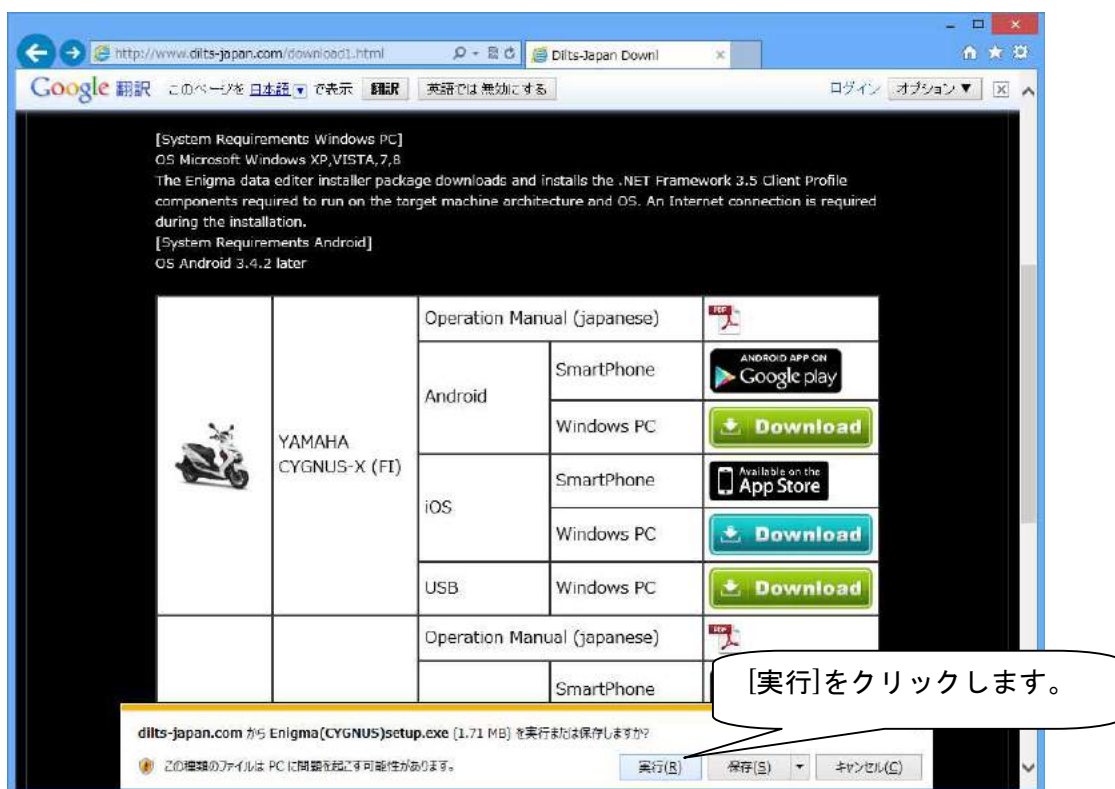 http://www.dilts-japan.com/download1.html
Dilts-Japan Downl
Google 翻訳 このページを 日本語 で表示 翻訳 英語では 無効にする ログイン オプション▼
[System Requirements Windows PC]
OS Microsoft Windows XP,VISTA,7,8
The Enigma data editer installer package downloads and installs the .NET Framework 3.5 Client Profile
components required to run on the target machine architecture and OS. An Internet connection is required
during the installation.
[System Requirements Android]
OS Android 3.4.2 later
YAMAHA
CYGNUS-X (FI)
Operation Manual (japanese)
PDF
Android
SmartPhone
ANDROID APP ON
Google play
Windows PC
Download
iOS
SmartPhone
Available on the
App Store
Windows PC
Download
USB
Windows PC
Download
Operation Manual (japanese)
PDF
SmartPhone
[実行]をクリックします。
dilts-japan.com から Enigma(CYGNUS)setup.exe (1.71 MB) を実行または保存しますか?
この種類のファイルは PC に問題を起こす可能性があります。
実行(R)
保存(S)
キャンセル(C)